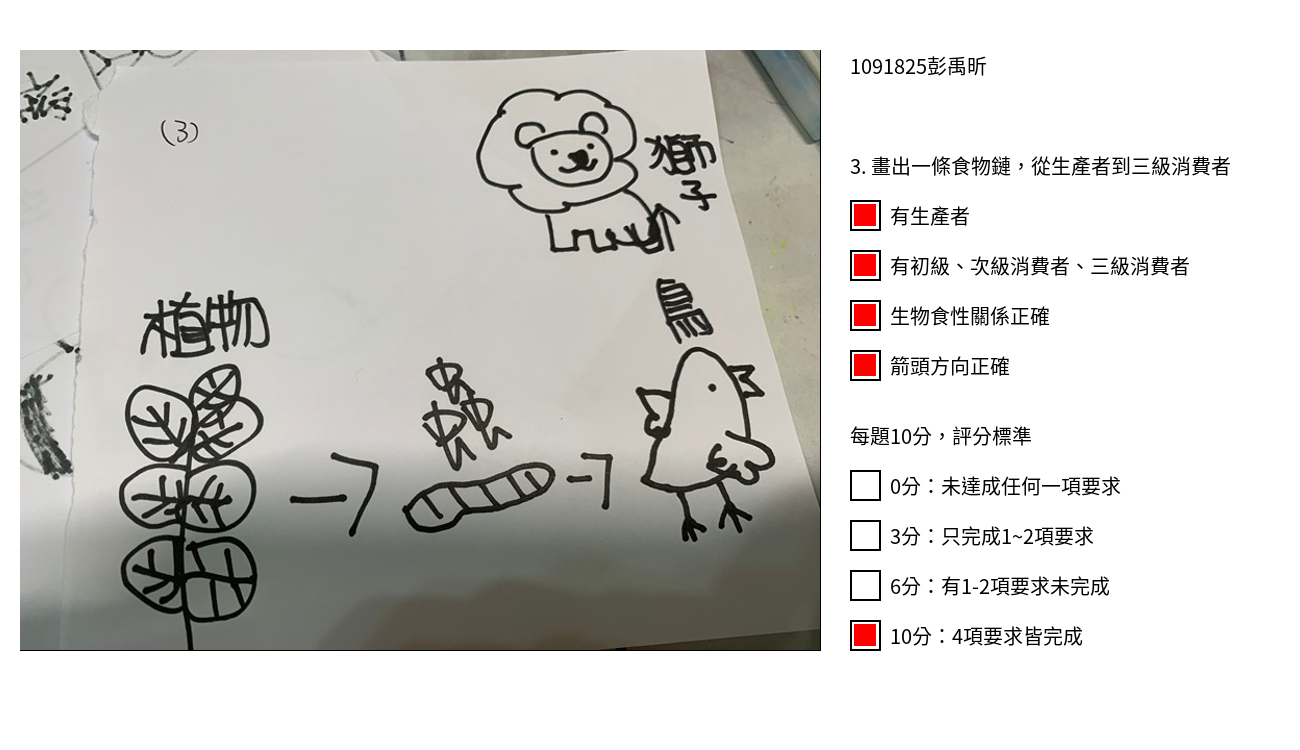 (3)
獅子
植物
蟲
鳥
1091825彭禹昕
3. 畫出一條食物鏈，從生產者到三級消費者
有生產者
有初級、次級消費者、三級消費者
生物食性關係正確
箭頭方向正確
每題10分，評分標準
0分：未達成任何一項要求
3分：只完成1~2項要求
6分：有1-2項要求未完成
10分：4項要求皆完成